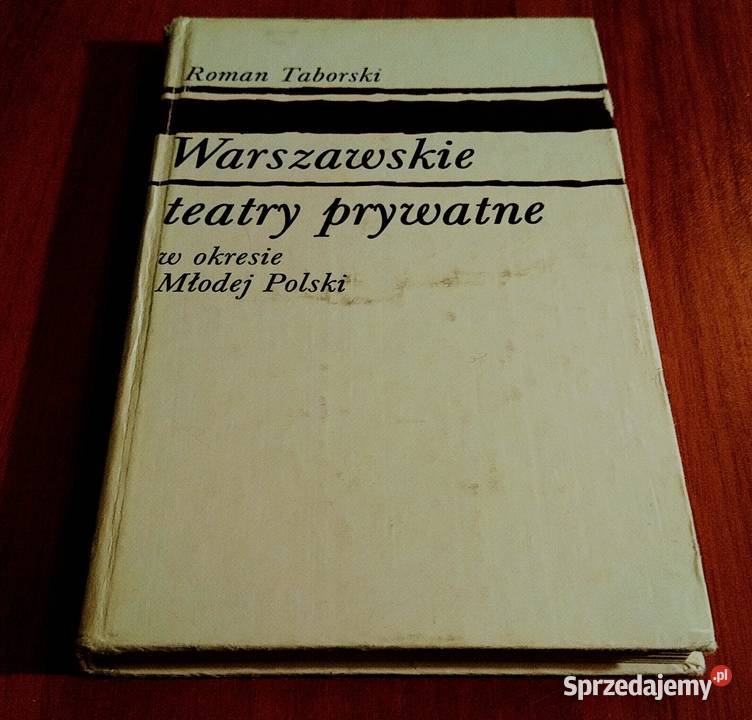 Roman Taborski
Warszawskie
teatry prywatne
w okresie
Młodej Polski
Sprzedajemy.pl